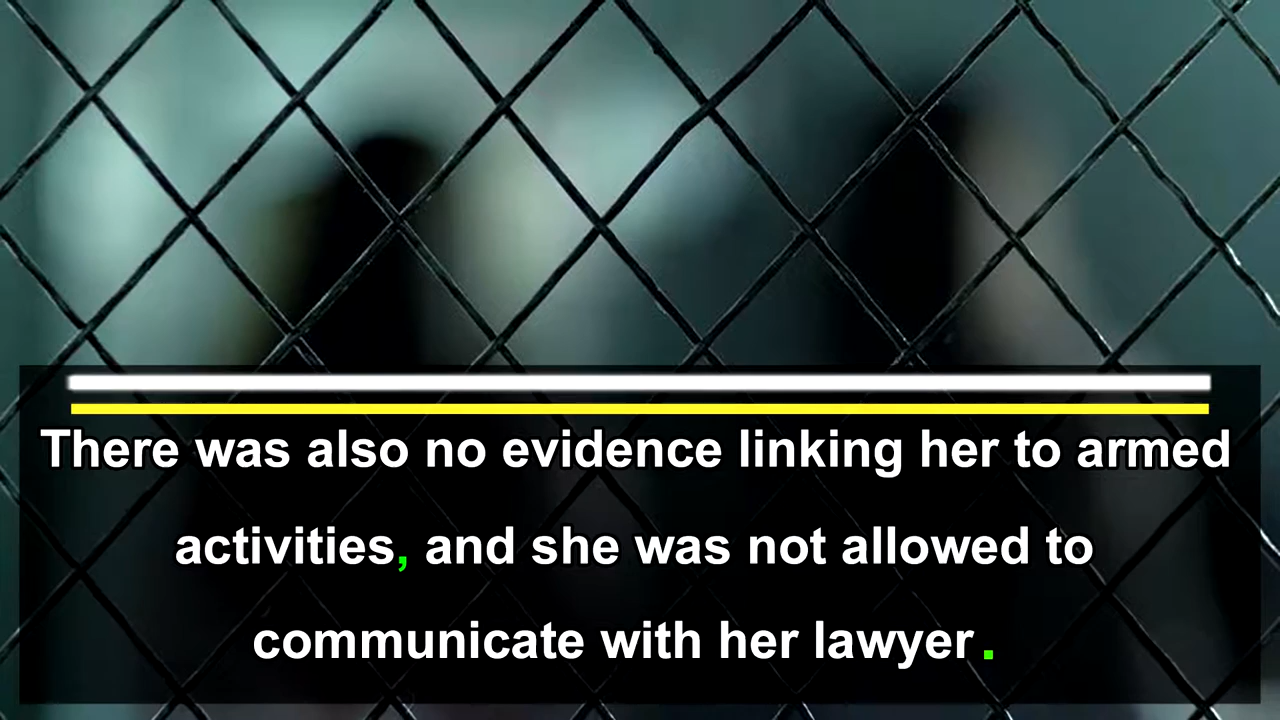 There was also no evidence linking her to armed
activities, and she was not allowed to
communicate with her lawyer.